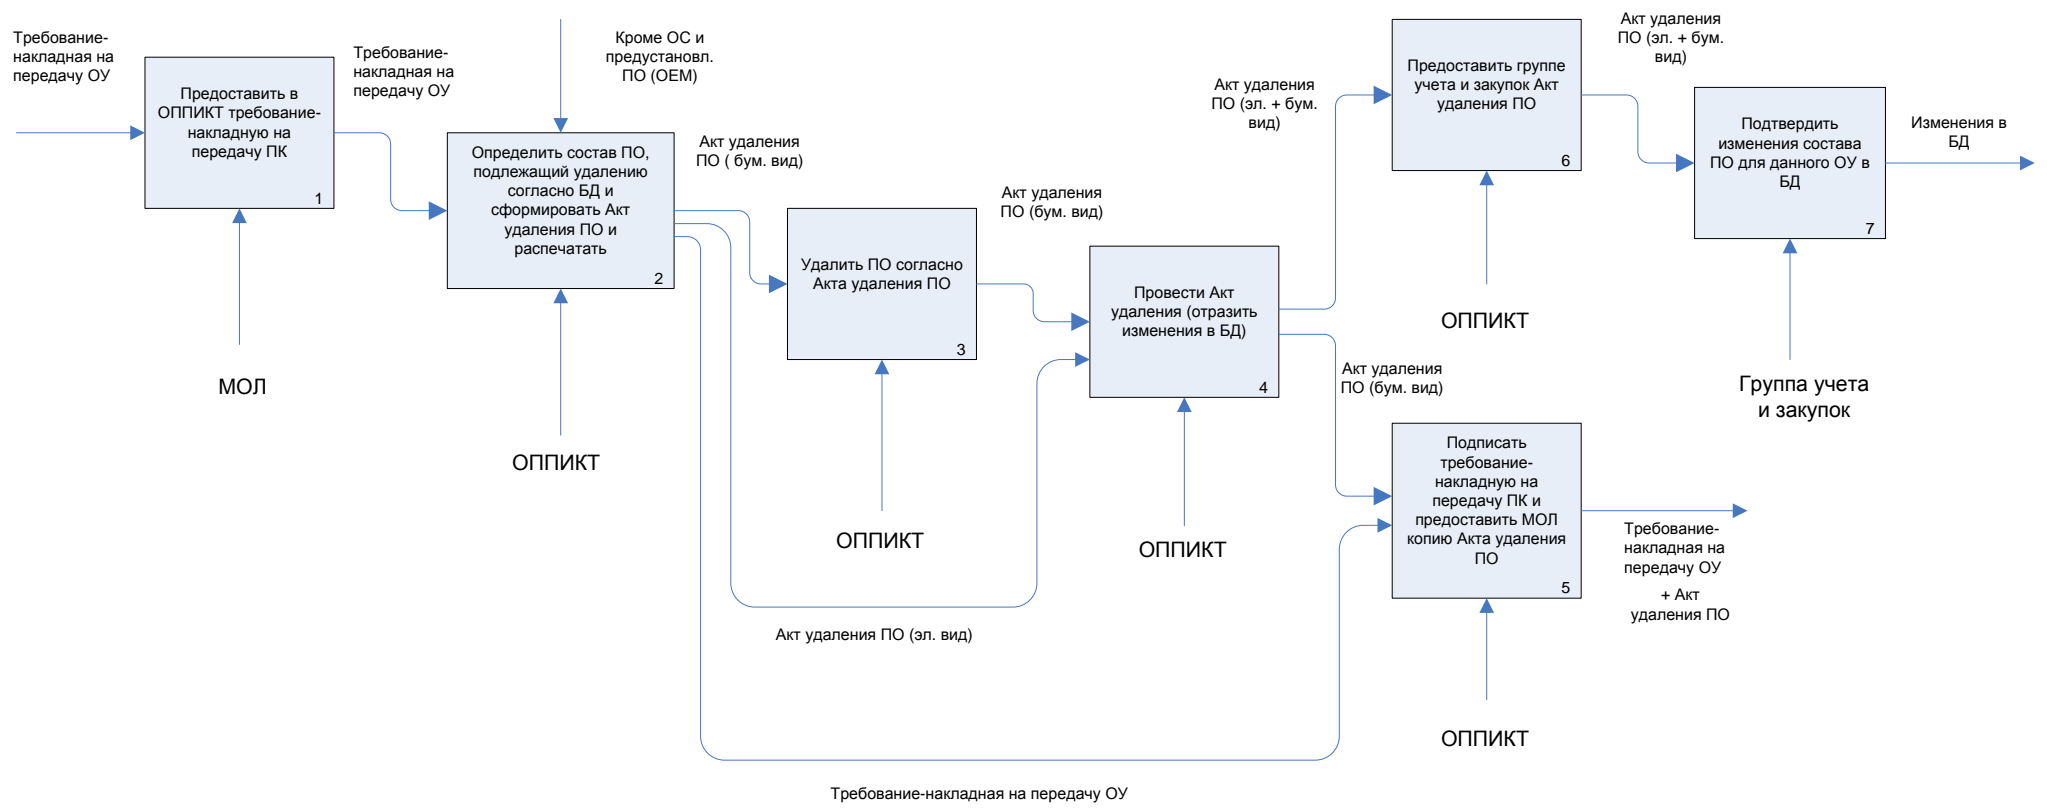 Требование-
накладная на
передачу ОУ
Предоставить в
ОППИКТ требование-
накладную на
передачу ПК
1
МОЛ
Требование-
накладная на
передачу ОУ
Кроме ОС и
предустановл.
ПО (OEM)
Определить состав ПО,
подлежащий удалению
согласно БД и
сформировать Акт
удаления ПО и
распечатать
2
ОППИКТ
Акт удаления
ПО ( бум. вид)
Удалить ПО согласно
Акта удаления ПО
3
ОППИКТ
Акт удаления
ПО (бум. вид)
Провести Акт
удаления (отразить
изменения в БД)
4
ОППИКТ
Акт удаления ПО (эл. вид)
Требование-накладная на передачу ОУ
Акт удаления
ПО (эл. + бум.
вид)
Предоставить группе
учета и закупок Акт
удаления ПО
6
ОППИКТ
Акт удаления
ПО (эл. + бум.
вид)
Подтвердить
изменения состава
ПО для данного ОУ в
БД
7
Группа учета
и закупок
Изменения в
БД
Акт удаления
ПО (бум. вид)
Подписать
требование-
накладную на
передачу ПК и
предоставить МОЛ
копию Акта удаления
ПО
5
ОППИКТ
Требование-
накладная на
передачу ОУ
+ Акт
удаления ПО